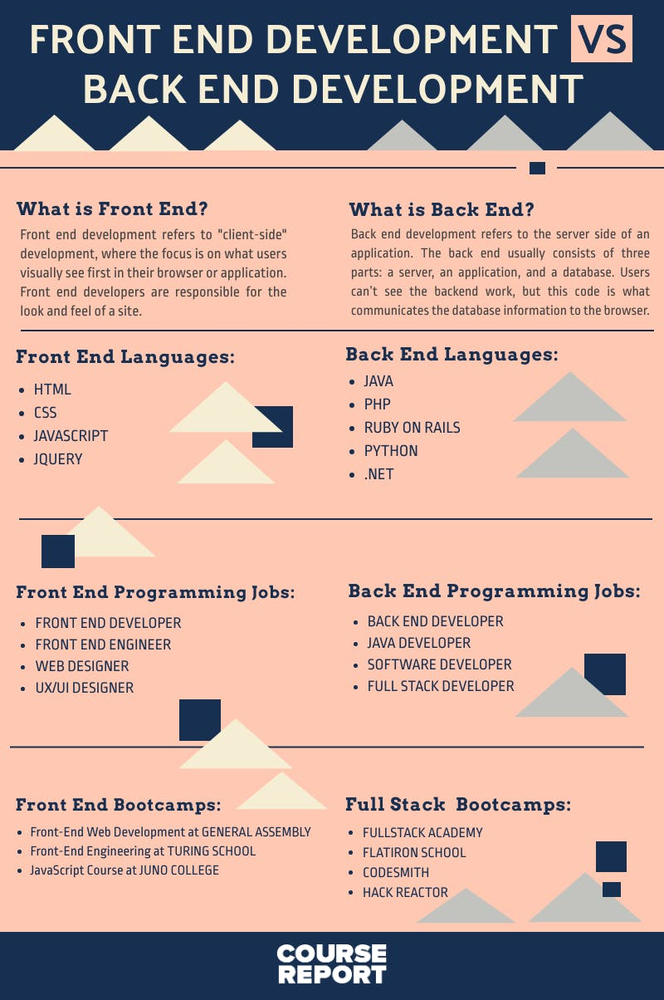 FRONT END DEVELOPMENT VS
BACK END DEVELOPMENT
What is Front End?
Front end development refers to "client-side"
development, where the focus is on what users
visually see first in their browser or application.
Front end developers are responsible for the
look and feel of a site.
What is Back End?
Back end development refers to the server side of an
application. The back end usually consists of three
parts: a server, an application, and a database. Users
can't see the backend work, but this code is what
communicates the database information to the browser.
Front End Languages:
• HTML
• CSS
• JAVASCRIPT
• JQUERY
Back End Languages:
• JAVA
• PHP
• RUBY ON RAILS
• PYTHON
• .NET
Front End Programming Jobs:
• FRONT END DEVELOPER
• FRONT END ENGINEER
• WEB DESIGNER
• UX/UI DESIGNER
Back End Programming Jobs:
• BACK END DEVELOPER
• JAVA DEVELOPER
• SOFTWARE DEVELOPER
• FULL STACK DEVELOPER
Front End Bootcamps:
• Front-End Web Development at GENERAL ASSEMBLY
• Front-End Engineering at TURING SCHOOL
• JavaScript Course at JUNO COLLEGE
Full Stack Bootcamps:
• FULLSTACK ACADEMY
• FLATIRON SCHOOL
• CODESMITH
• HACK REACTOR
COURSE
REPORT